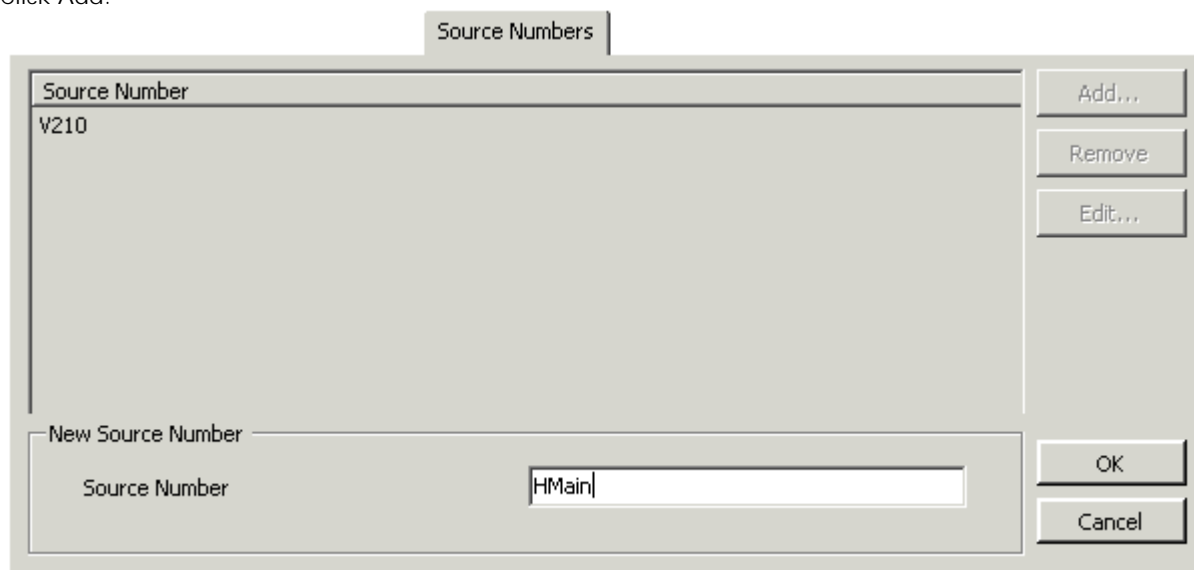 Click Add.
Source Numbers
Source Number
V210
Add...
Remove
Edit...
New Source Number
Source Number
HMain
OK
Cancel